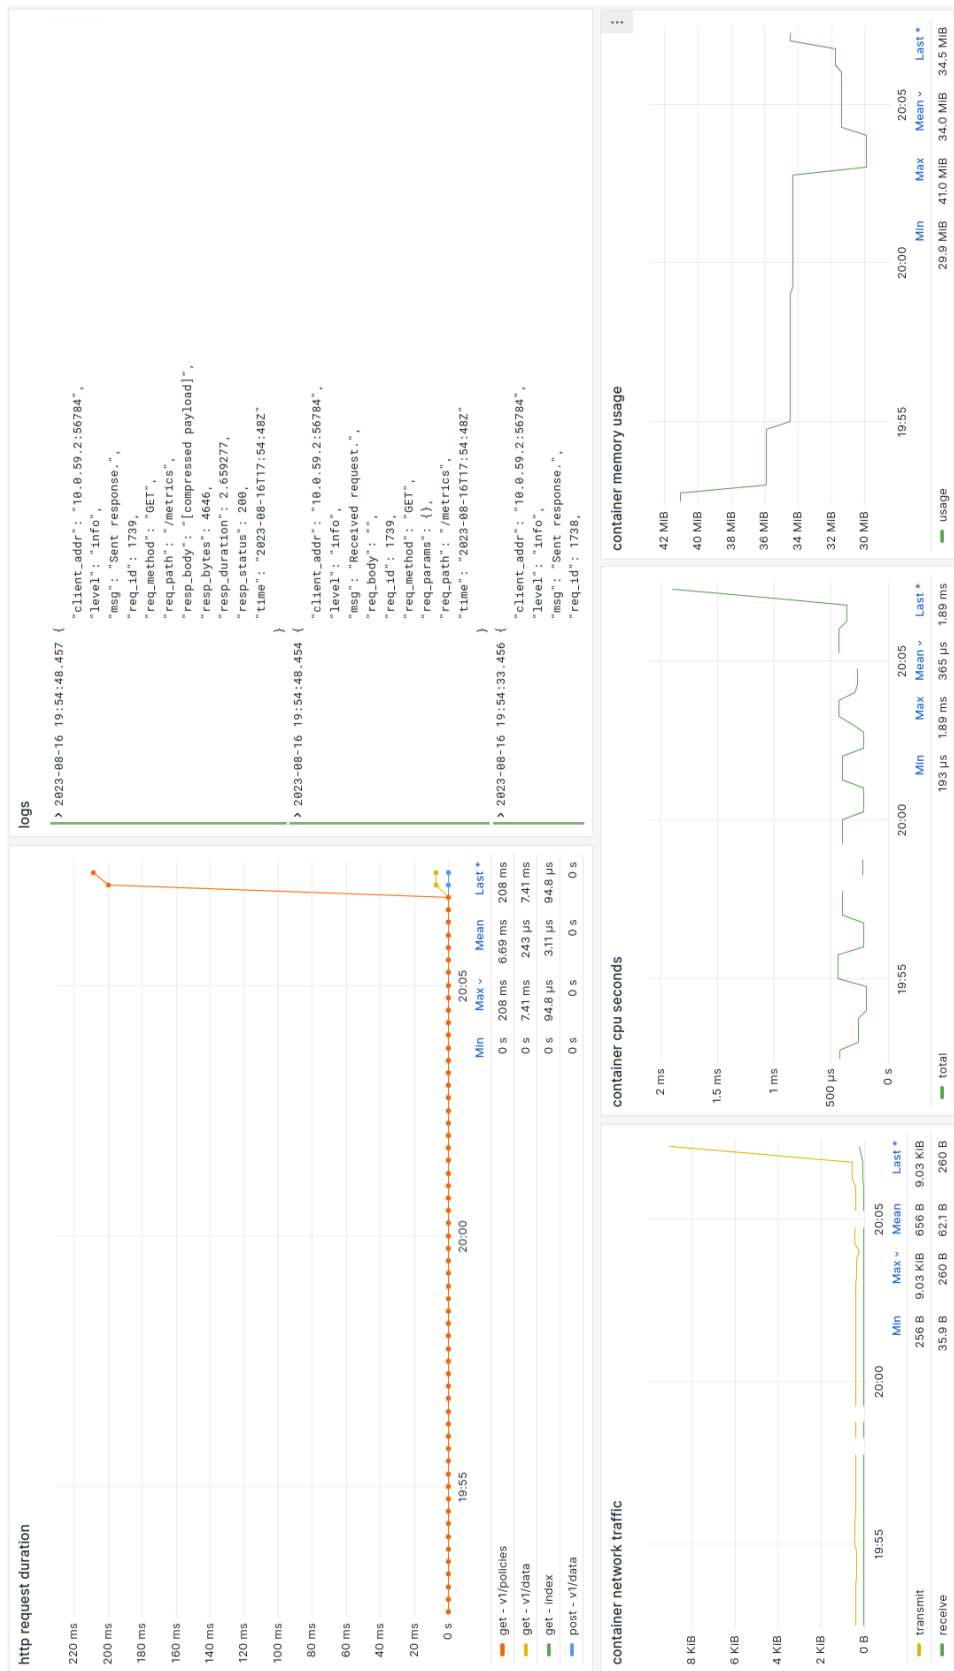 http request duration
220 ms
200 ms
180 ms
160 ms
140 ms
120 ms
100 ms
80 ms
60 ms
40 ms
20 ms
0 s
19:55
20:00
20:05
Min Max Mean Last *
get - v1/policies 0 s 208 ms 6.69 ms 208 ms
get - v1/data 0 s 7.41 ms 243 µs 7.41 ms
get - index 0 s 94.8 µs 3.11 µs 94.8 µs
post - v1/data 0 s 0 s 0 s 0 s
logs
> 2023-08-16 19:54:48.457 {
"client_addr": "10.0.59.2:56784",
"level": "info",
"msg": "Sent response.",
"req_id": 1739,
"req_method": "GET",
"req_path": "/metrics",
"resp_body": "[compressed payload]",
"resp_bytes": 4646,
"resp_duration": 2.659277,
"resp_status": 200,
"time": "2023-08-16T17:54:48Z"
}
> 2023-08-16 19:54:48.454 {
"client_addr": "10.0.59.2:56784",
"level": "info",
"msg": "Received request.",
"req_body": "",
"req_id": 1739,
"req_method": "GET",
"req_params": {},
"req_path": "/metrics",
"time": "2023-08-16T17:54:48Z"
}
> 2023-08-16 19:54:33.456 {
"client_addr": "10.0.59.2:56784",
"level": "info",
"msg": "Sent response.",
"req_id": 1738,
container network traffic
8 KiB
6 KiB
4 KiB
2 KiB
0 B
19:55
20:00
20:05
Min Max Mean Last *
transmit 256 B 9.03 KiB 656 B 9.03 KiB
receive 35.9 B 260 B 62.1 B 260 B
container cpu seconds
2 ms
1.5 ms
1 ms
500 µs
0 s
19:55
20:00
20:05
Min Max Mean Last *
total 193 µs 1.89 ms 365 µs 1.89 ms
container memory usage
42 MiB
40 MiB
38 MiB
36 MiB
34 MiB
32 MiB
30 MiB
19:55
20:00
20:05
Min Max Mean Last *
usage 29.9 MiB 41.0 MiB 34.0 MiB 34.5 MiB